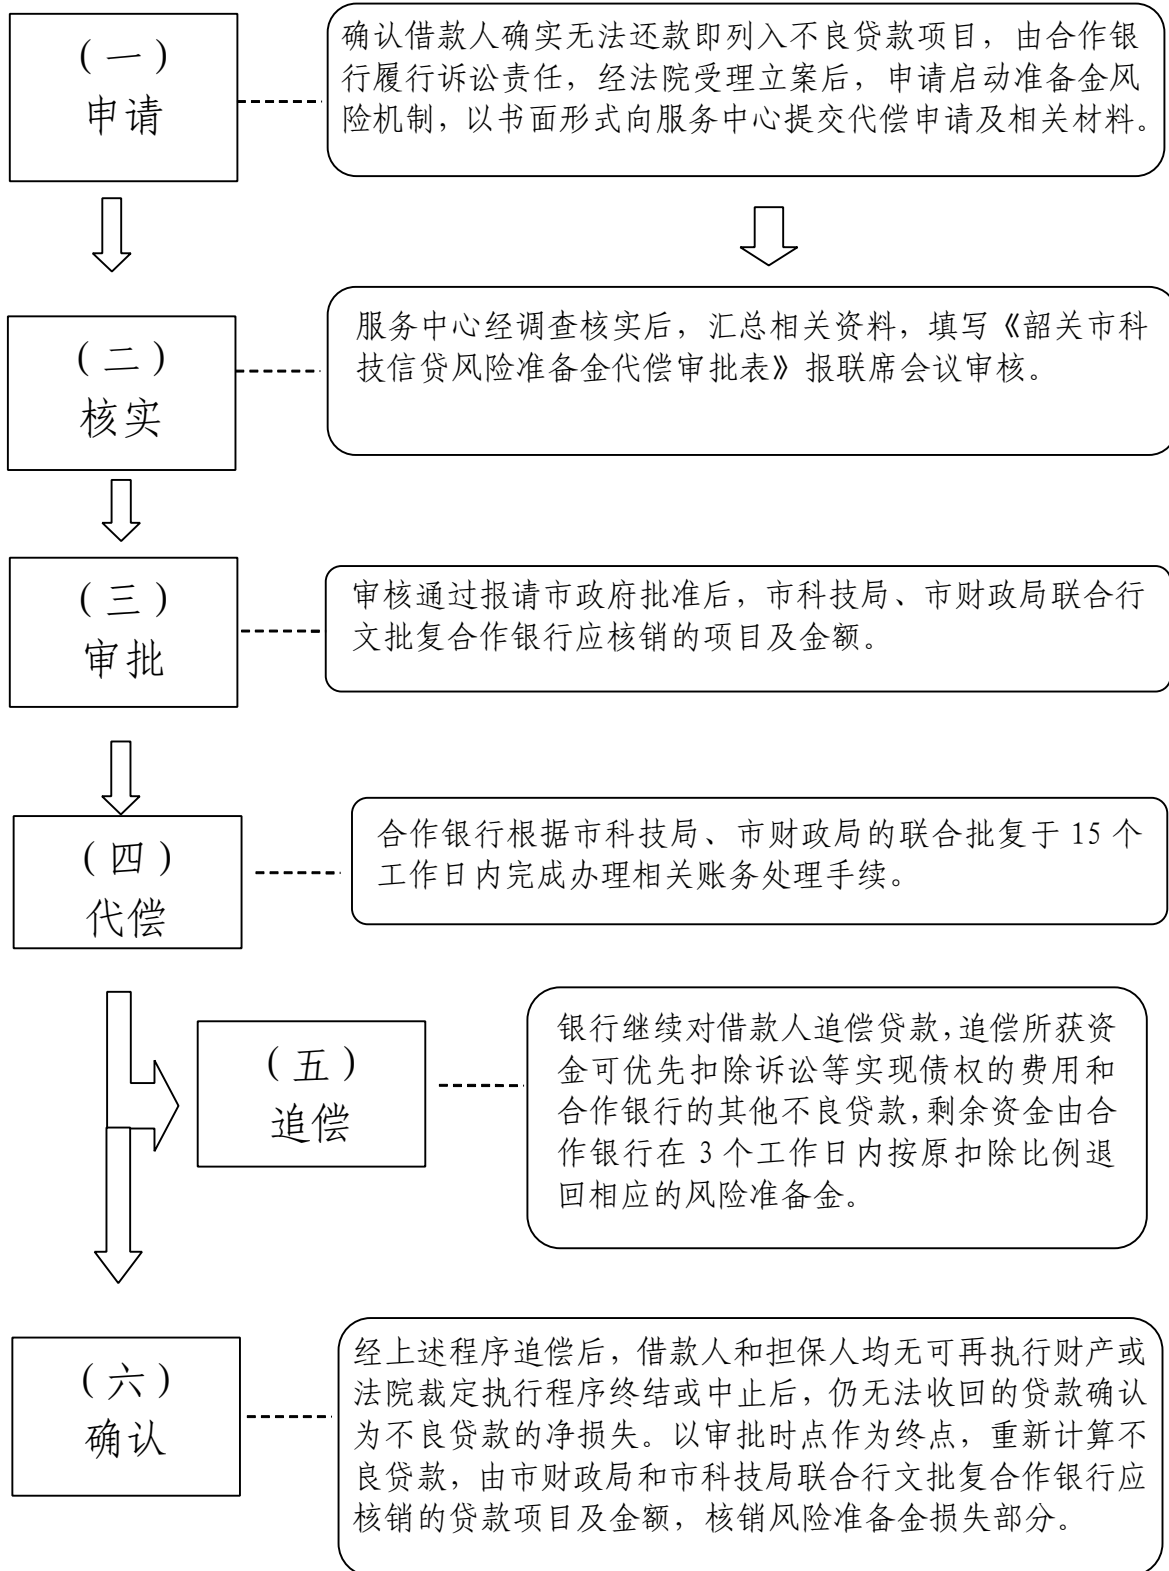 （一）
申请
确认借款人确实无法还款即列入不良贷款项目，由合作银
行履行诉讼责任，经法院受理立案后，申请启动准备金风
险机制，以书面形式向服务中心提交代偿申请及相关材料。
（二）
核实
服务中心经调查核实后，汇总相关资料，填写《韶关市科
技信贷风险准备金代偿审批表》报联席会议审核。
（三）
审批
审核通过报请市政府批准后，市科技局、市财政局联合行
文批复合作银行应核销的项目及金额。
（四）
代偿
合作银行根据市科技局、市财政局的联合批复于 15 个
工作日内完成办理相关账务处理手续。
（五）
追偿
银行继续对借款人追偿贷款，追偿所获资
金可优先扣除诉讼等实现债权的费用和
合作银行的其他不良贷款，剩余资金由合
作银行在 3 个工作日内按原扣除比例退
回相应的风险准备金。
（六）
确认
经上述程序追偿后，借款人和担保人均无可再执行财产或
法院裁定执行程序终结或中止后，仍无法收回的贷款确认
为不良贷款的净损失。以审批时点作为终点，重新计算不
良贷款，由市财政局和市科技局联合行文批复合作银行应
核销的贷款项目及金额，核销风险准备金损失部分。